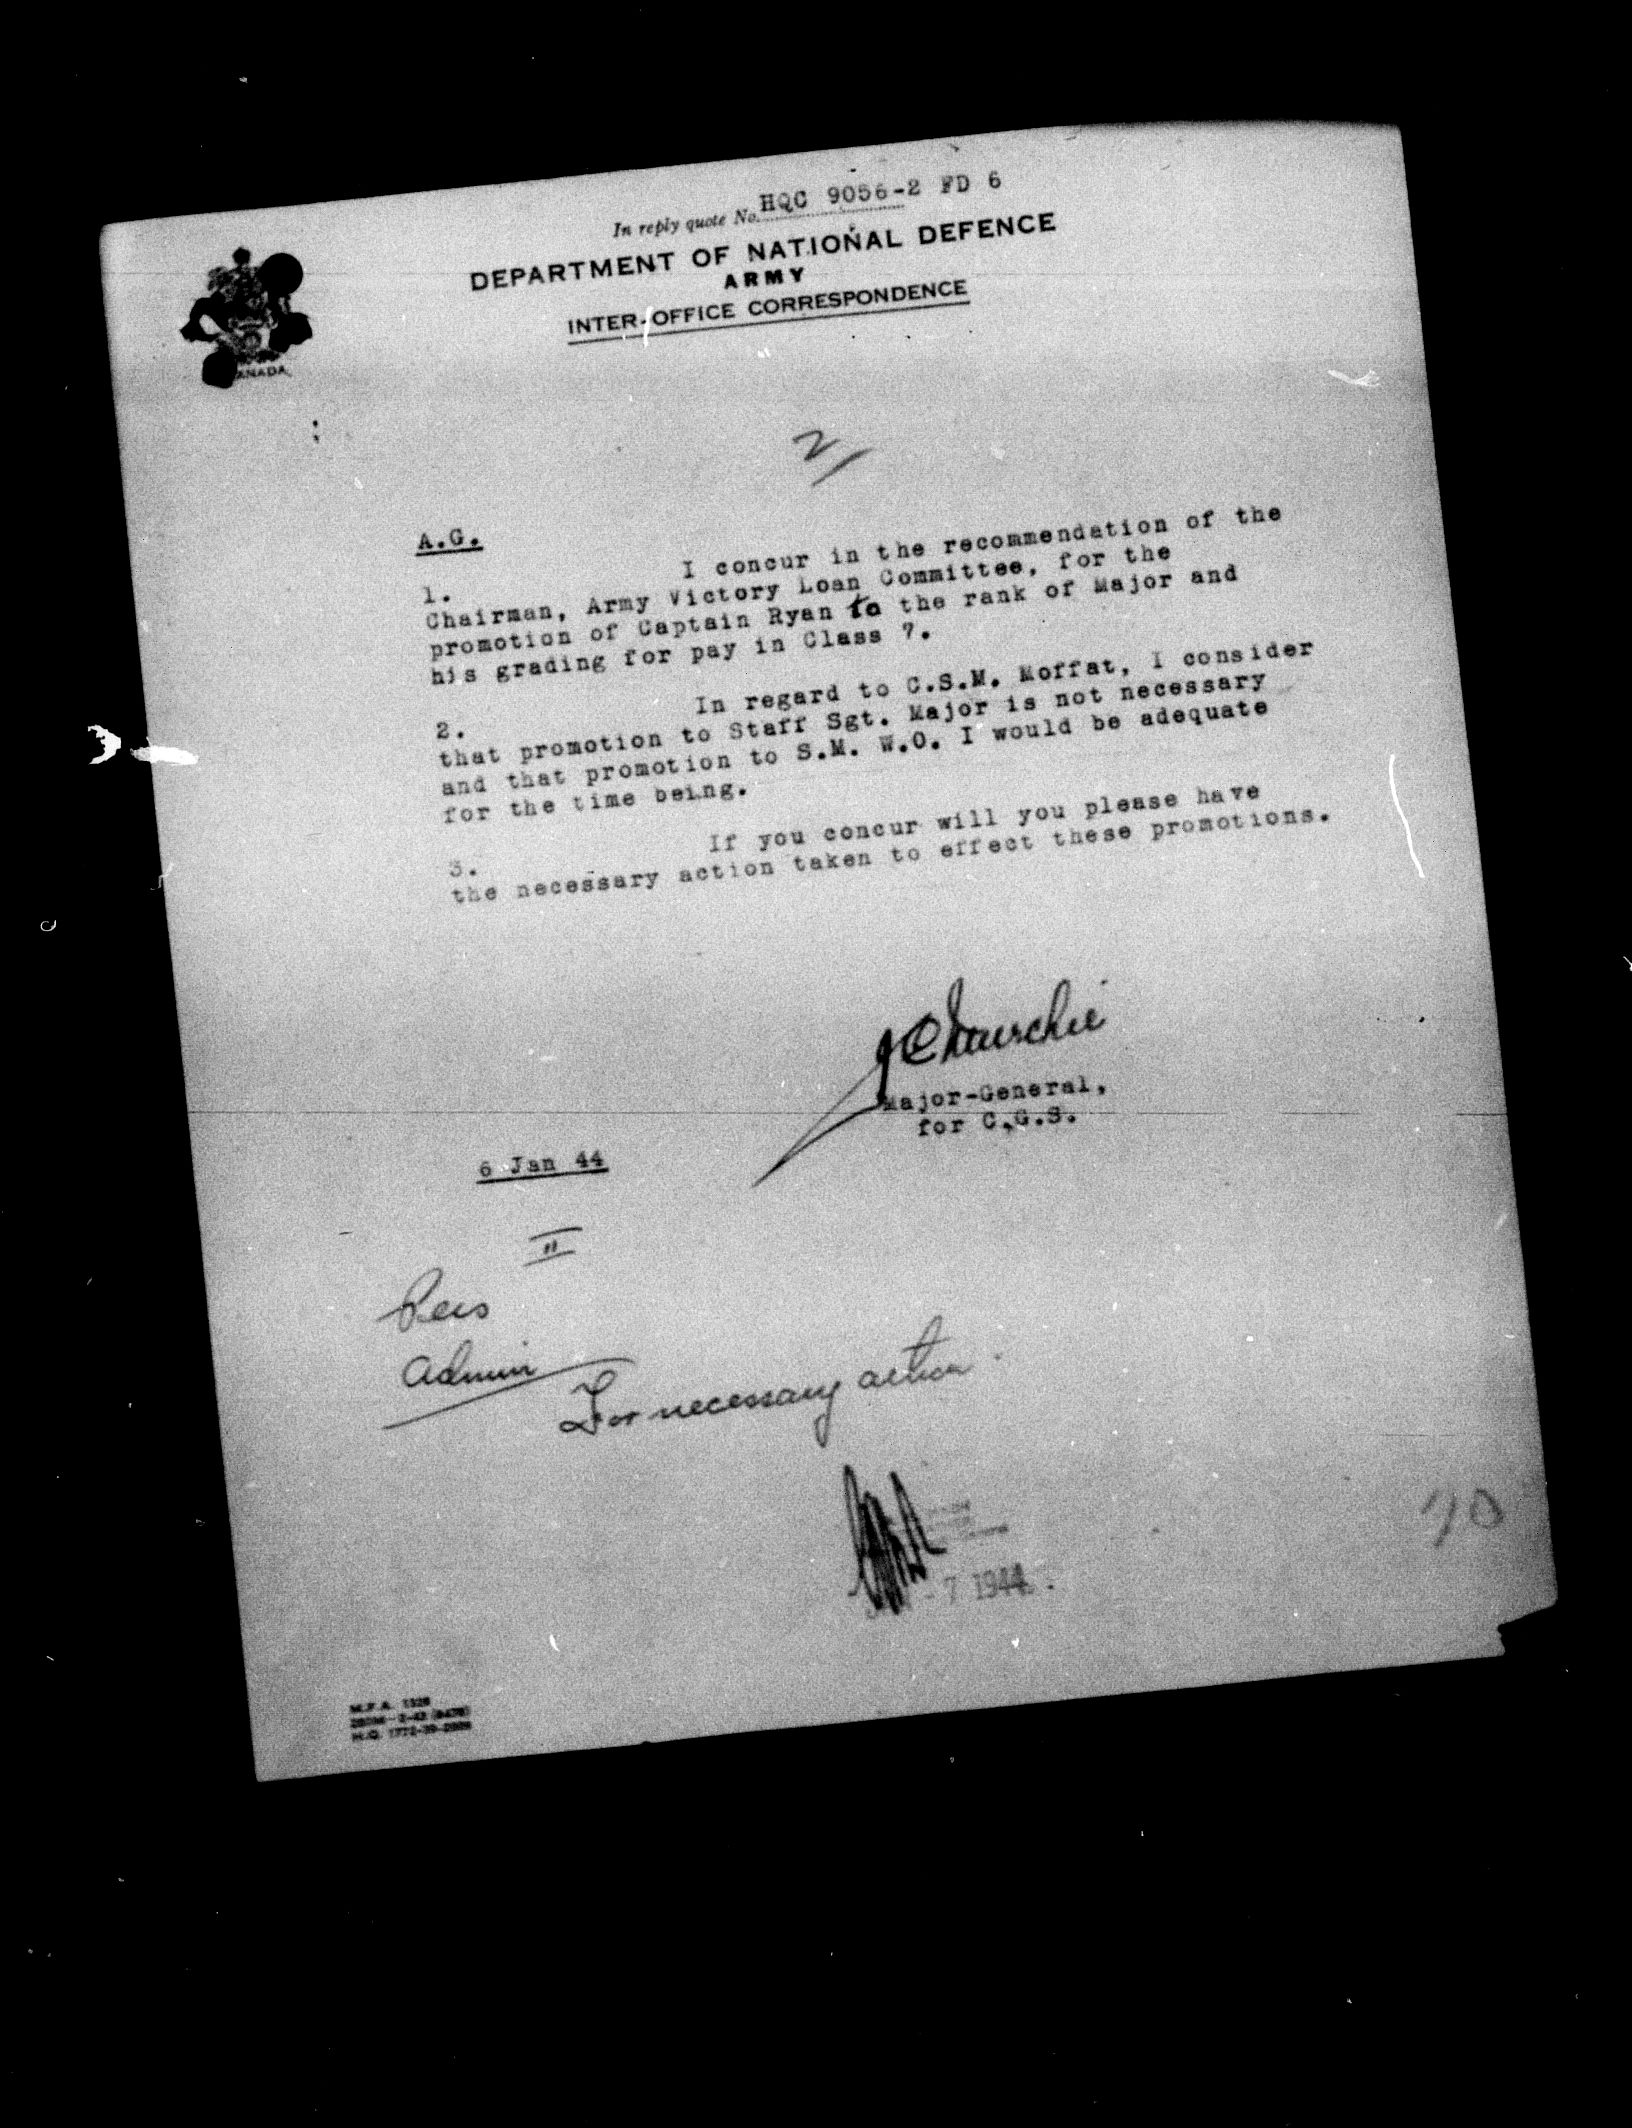 In reply quote No. HQC 9056-2 FD 6
DEPARTMENT OF NATIONAL DEFENCE
ARMY
INTER-OFFICE CORRESPONDENCE
CANADA
2/
A.G.
1. I concur in the recommendation of the
Chairman, Army Victory Loan Committee, for the
promotion of Captain Ryan to the rank of Major and
his grading for pay in Class 7.
2. In regard to C.S.M. Moffat, I consider
that promotion to Staff Sgt. Major is not necessary
and that promotion to S.M. W.O. I would be adequate
for the time being.
3. If you concur will you please have
the necessary action taken to effect these promotions.
Major-General,
for C.G.S.
6 Jan 44
II
Pers
Admin
For necessary action.
- 7 1944
70
M.F.A. 1328